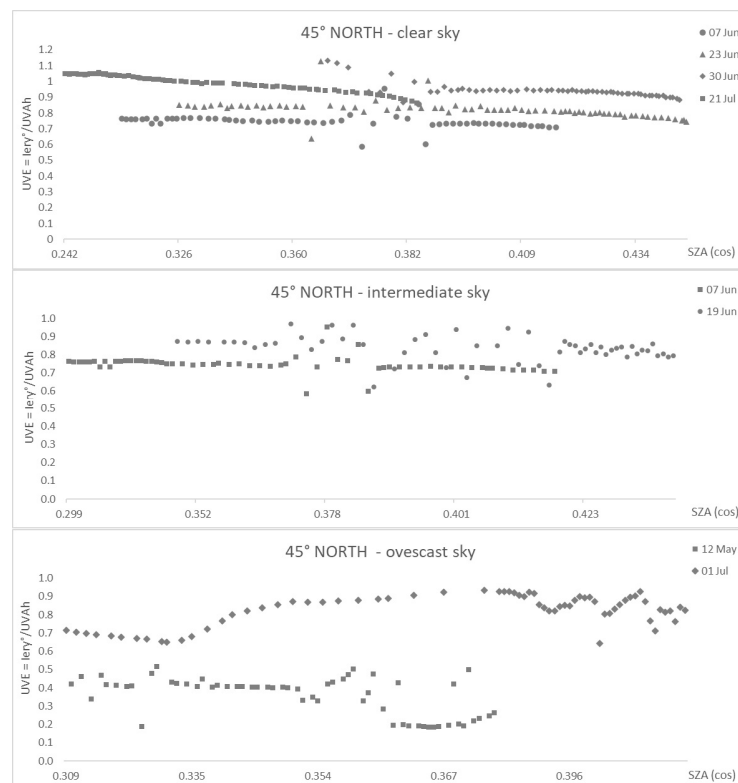 45° NORTH - clear sky
07 Jun
23 Jun
30 Jun
21 Jul
UVE = Iery°/UVAh
1.2
1.1
1
0.9
0.8
0.7
0.6
0.5
0.4
0.3
0.2
0.1
0
0.242 0.326 0.360 0.382 0.409 0.434 SZA (cos)
45° NORTH - intermediate sky
07 Jun
19 Jun
UVE = Iery°/UVAh
1.0
0.9
0.8
0.7
0.6
0.5
0.4
0.3
0.2
0.1
0.0
0.299 0.352 0.378 0.401 0.423 SZA (cos)
45° NORTH - ovescast sky
12 May
01 Jul
UVE = Iery°/UVAh
1.0
0.9
0.8
0.7
0.6
0.5
0.4
0.3
0.2
0.1
0.0
0.309 0.335 0.354 0.367 0.396 SZA (cos)